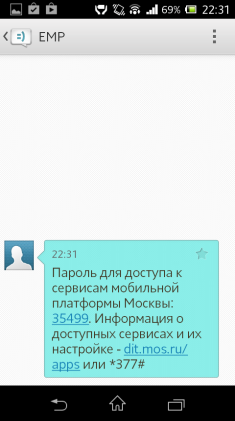 69% 22:31
EMP
22:31
Пароль для доступа к
сервисам мобильной
платформы Москвы:
35499. Информация о
доступных сервисах и их
настройке - dit.mos.ru/
apps или *377#